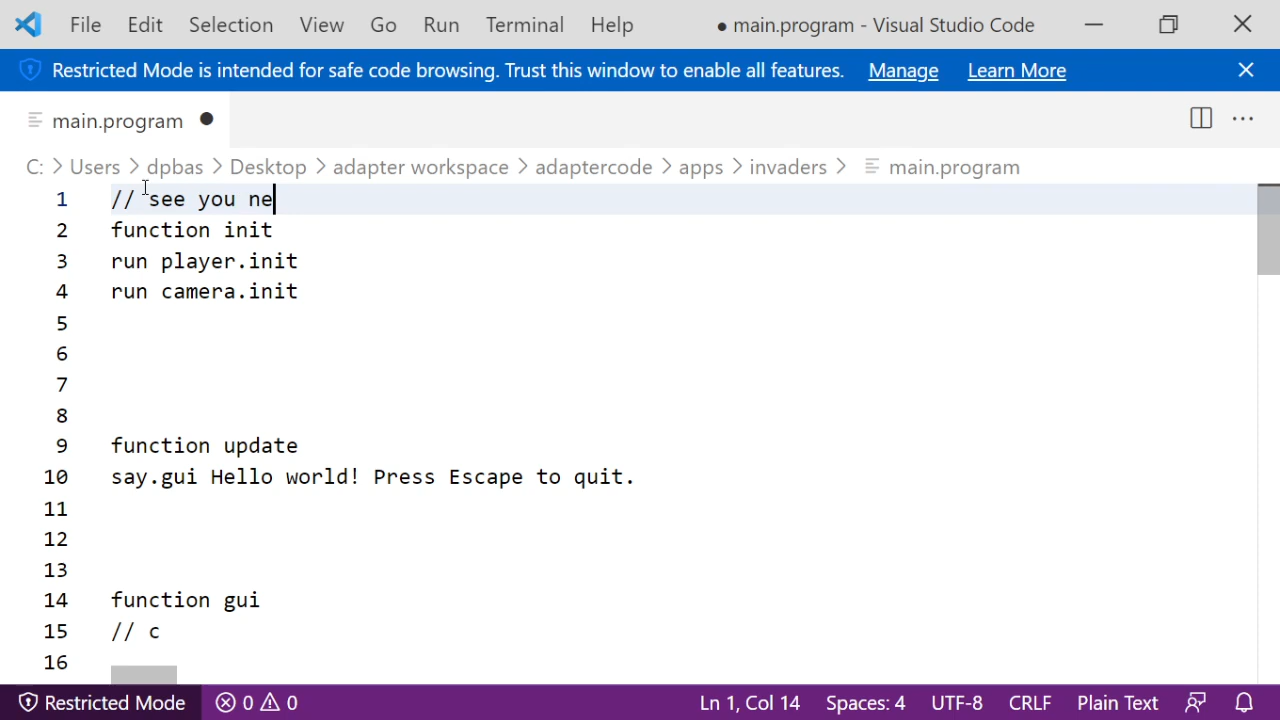 File Edit Selection View Go Run Terminal Help ● main.program - Visual Studio Code
Restricted Mode is intended for safe code browsing. Trust this window to enable all features. Manage Learn More
main.program ●
C: > Users > dpbas > Desktop > adapter workspace > adaptercode > apps > invaders > main.program
1 // see you ne
2 function init
3 run player.init
4 run camera.init
5
6
7
8
9 function update
10 say.gui Hello world! Press Escape to quit.
11
12
13
14 function gui
15 // c
16
Restricted Mode 0 0 Ln 1, Col 14 Spaces: 4 UTF-8 CRLF Plain Text